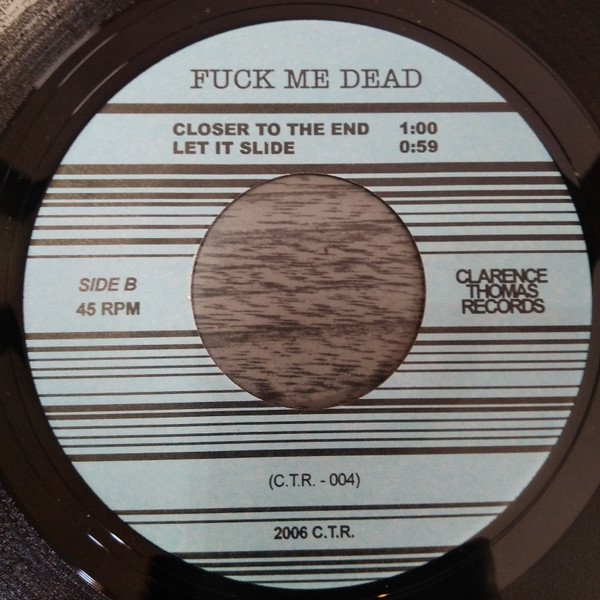 FUCK ME DEAD
CLOSER TO THE END 1:00
LET IT SLIDE 0:59
SIDE B
45 RPM
CLARENCE
THOMAS
RECORDS
(C.T.R. - 004)
2006 C.T.R.